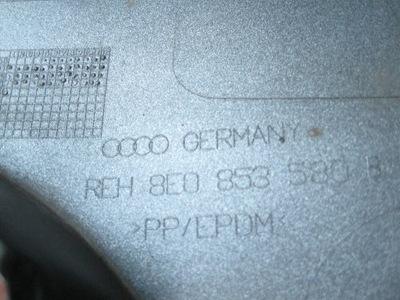 GERMANY
REH 8E0 853 580 B
>PP/EPDM<